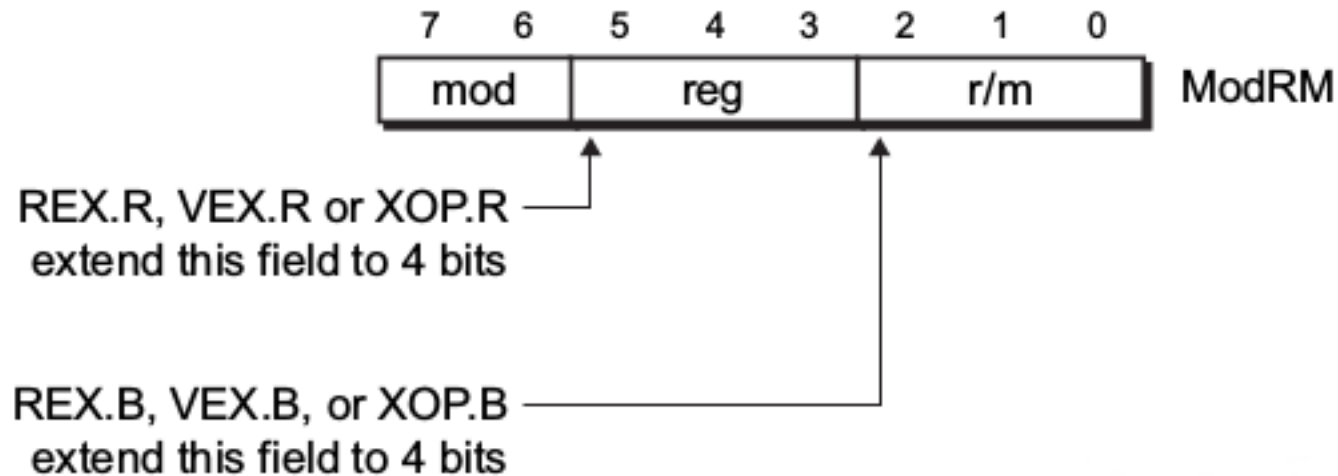 7 6 5 4 3 2 1 0
mod reg r/m ModRM
REX.R, VEX.R or XOP.R
extend this field to 4 bits
REX.B, VEX.B, or XOP.B
extend this field to 4 bits